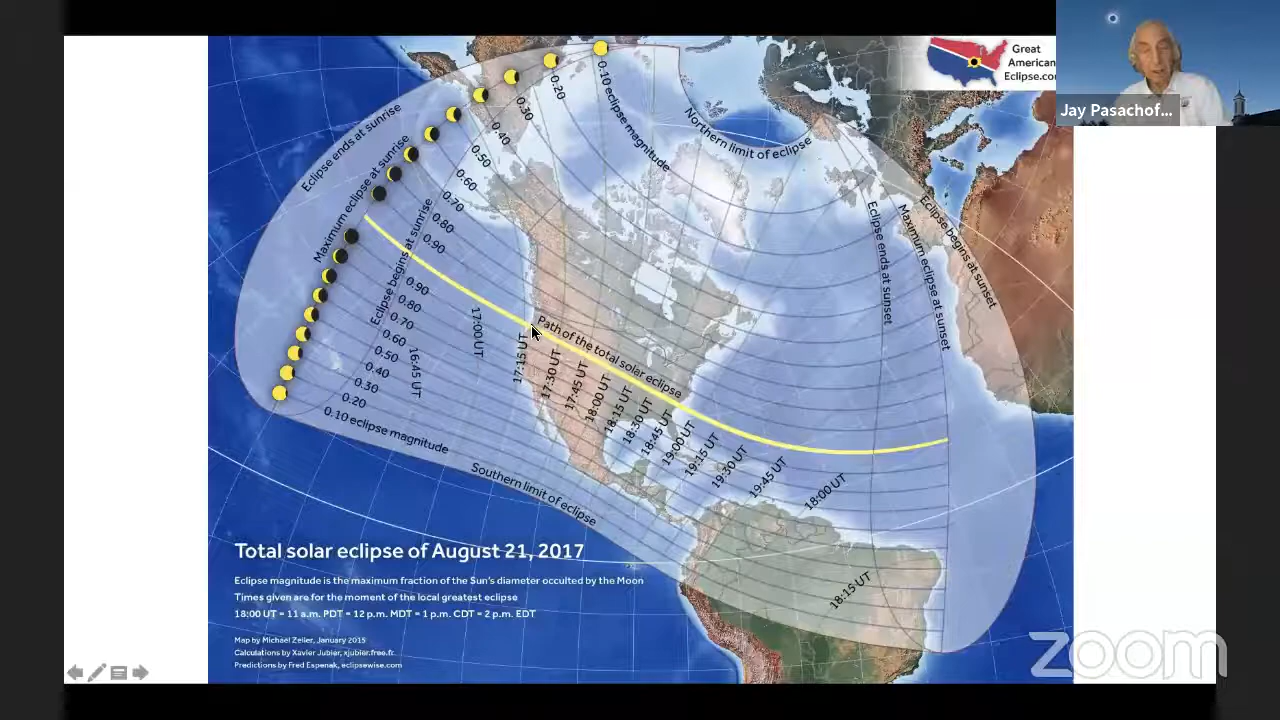 Great
American
Eclipse.co
Jay Pasachof...
Eclipse ends at sunrise
Maximum eclipse at sunrise
Eclipse begins at sunrise
0.10 eclipse magnitude
0.20
0.30
0.40
0.50
0.60
0.70
0.80
0.90
Northern limit of eclipse
Eclipse ends at sunset
Maximum eclipse at sunset
Eclipse begins at sunset
0.90
0.80
0.70
0.60
0.50
0.40
0.30
0.20
0.10 eclipse magnitude
Path of the total solar eclipse
16:45 UT
17:00 UT
17:15 UT
17:30 UT
17:45 UT
18:00 UT
18:15 UT
18:30 UT
18:45 UT
19:00 UT
19:15 UT
19:30 UT
19:45 UT
18:00 UT
18:15 UT
Southern limit of eclipse
Total solar eclipse of August 21, 2017
Eclipse magnitude is the maximum fraction of the Sun's diameter occulted by the Moon
Times given are for the moment of the local greatest eclipse
18:00 UT = 11 a.m. PDT = 12 p.m. MDT = 1 p.m. CDT = 2 p.m. EDT
Map by Michael Zeiler, January 2015
Calculations by Xavier Jubier, xjubier.free.fr
Predictions by Fred Espenak, eclipsewise.com
zoom